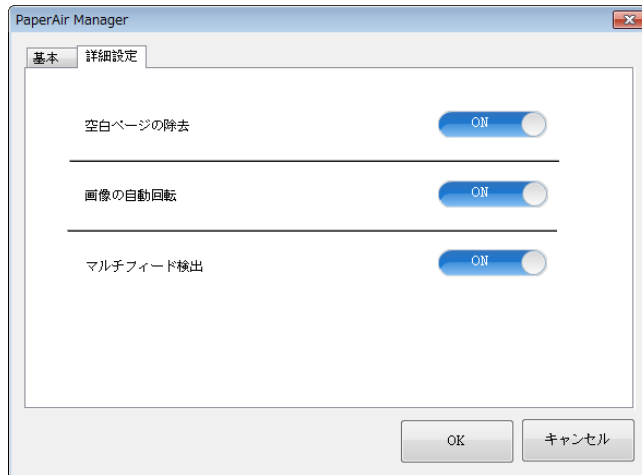 PaperAir Manager
基本 詳細設定
空白ページの除去 ON
画像の自動回転 ON
マルチフィード検出 ON
OK キャンセル